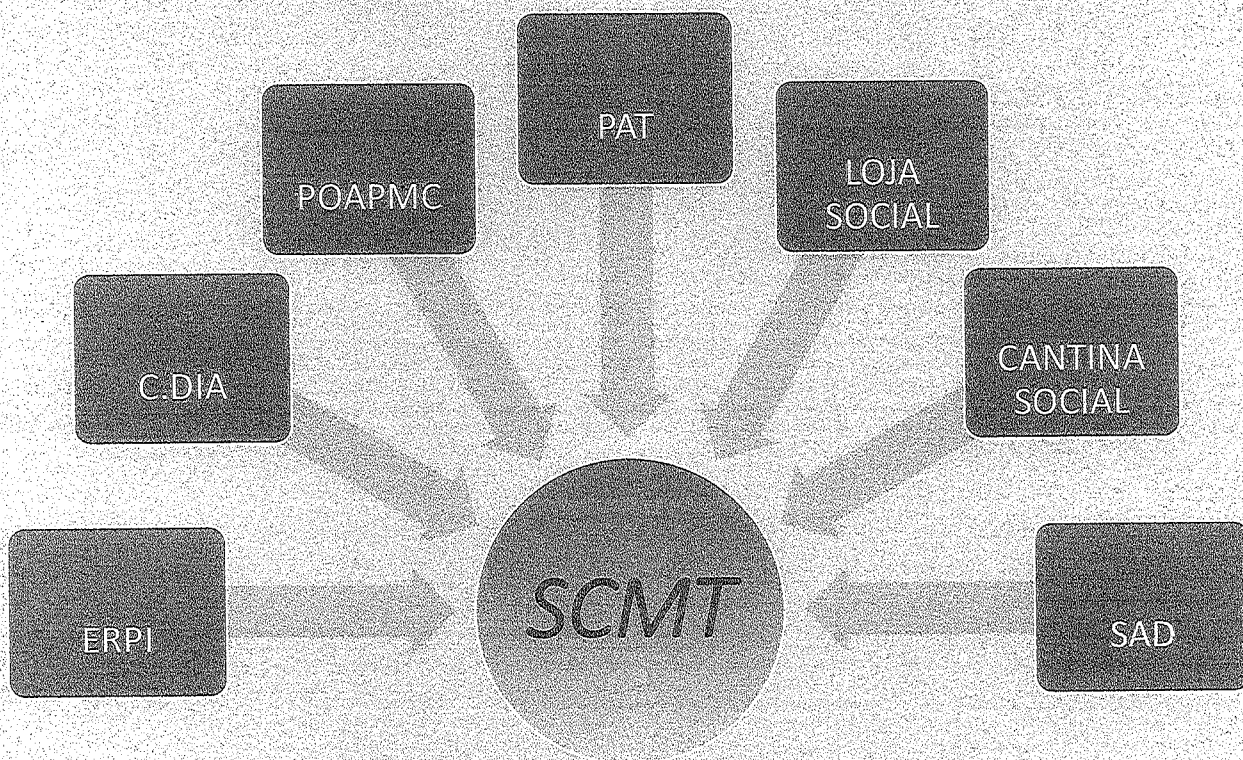 PAT
POAPMC
LOJA
SOCIAL
C.DIA
CANTINA
SOCIAL
ERPI
SCMT
SAD